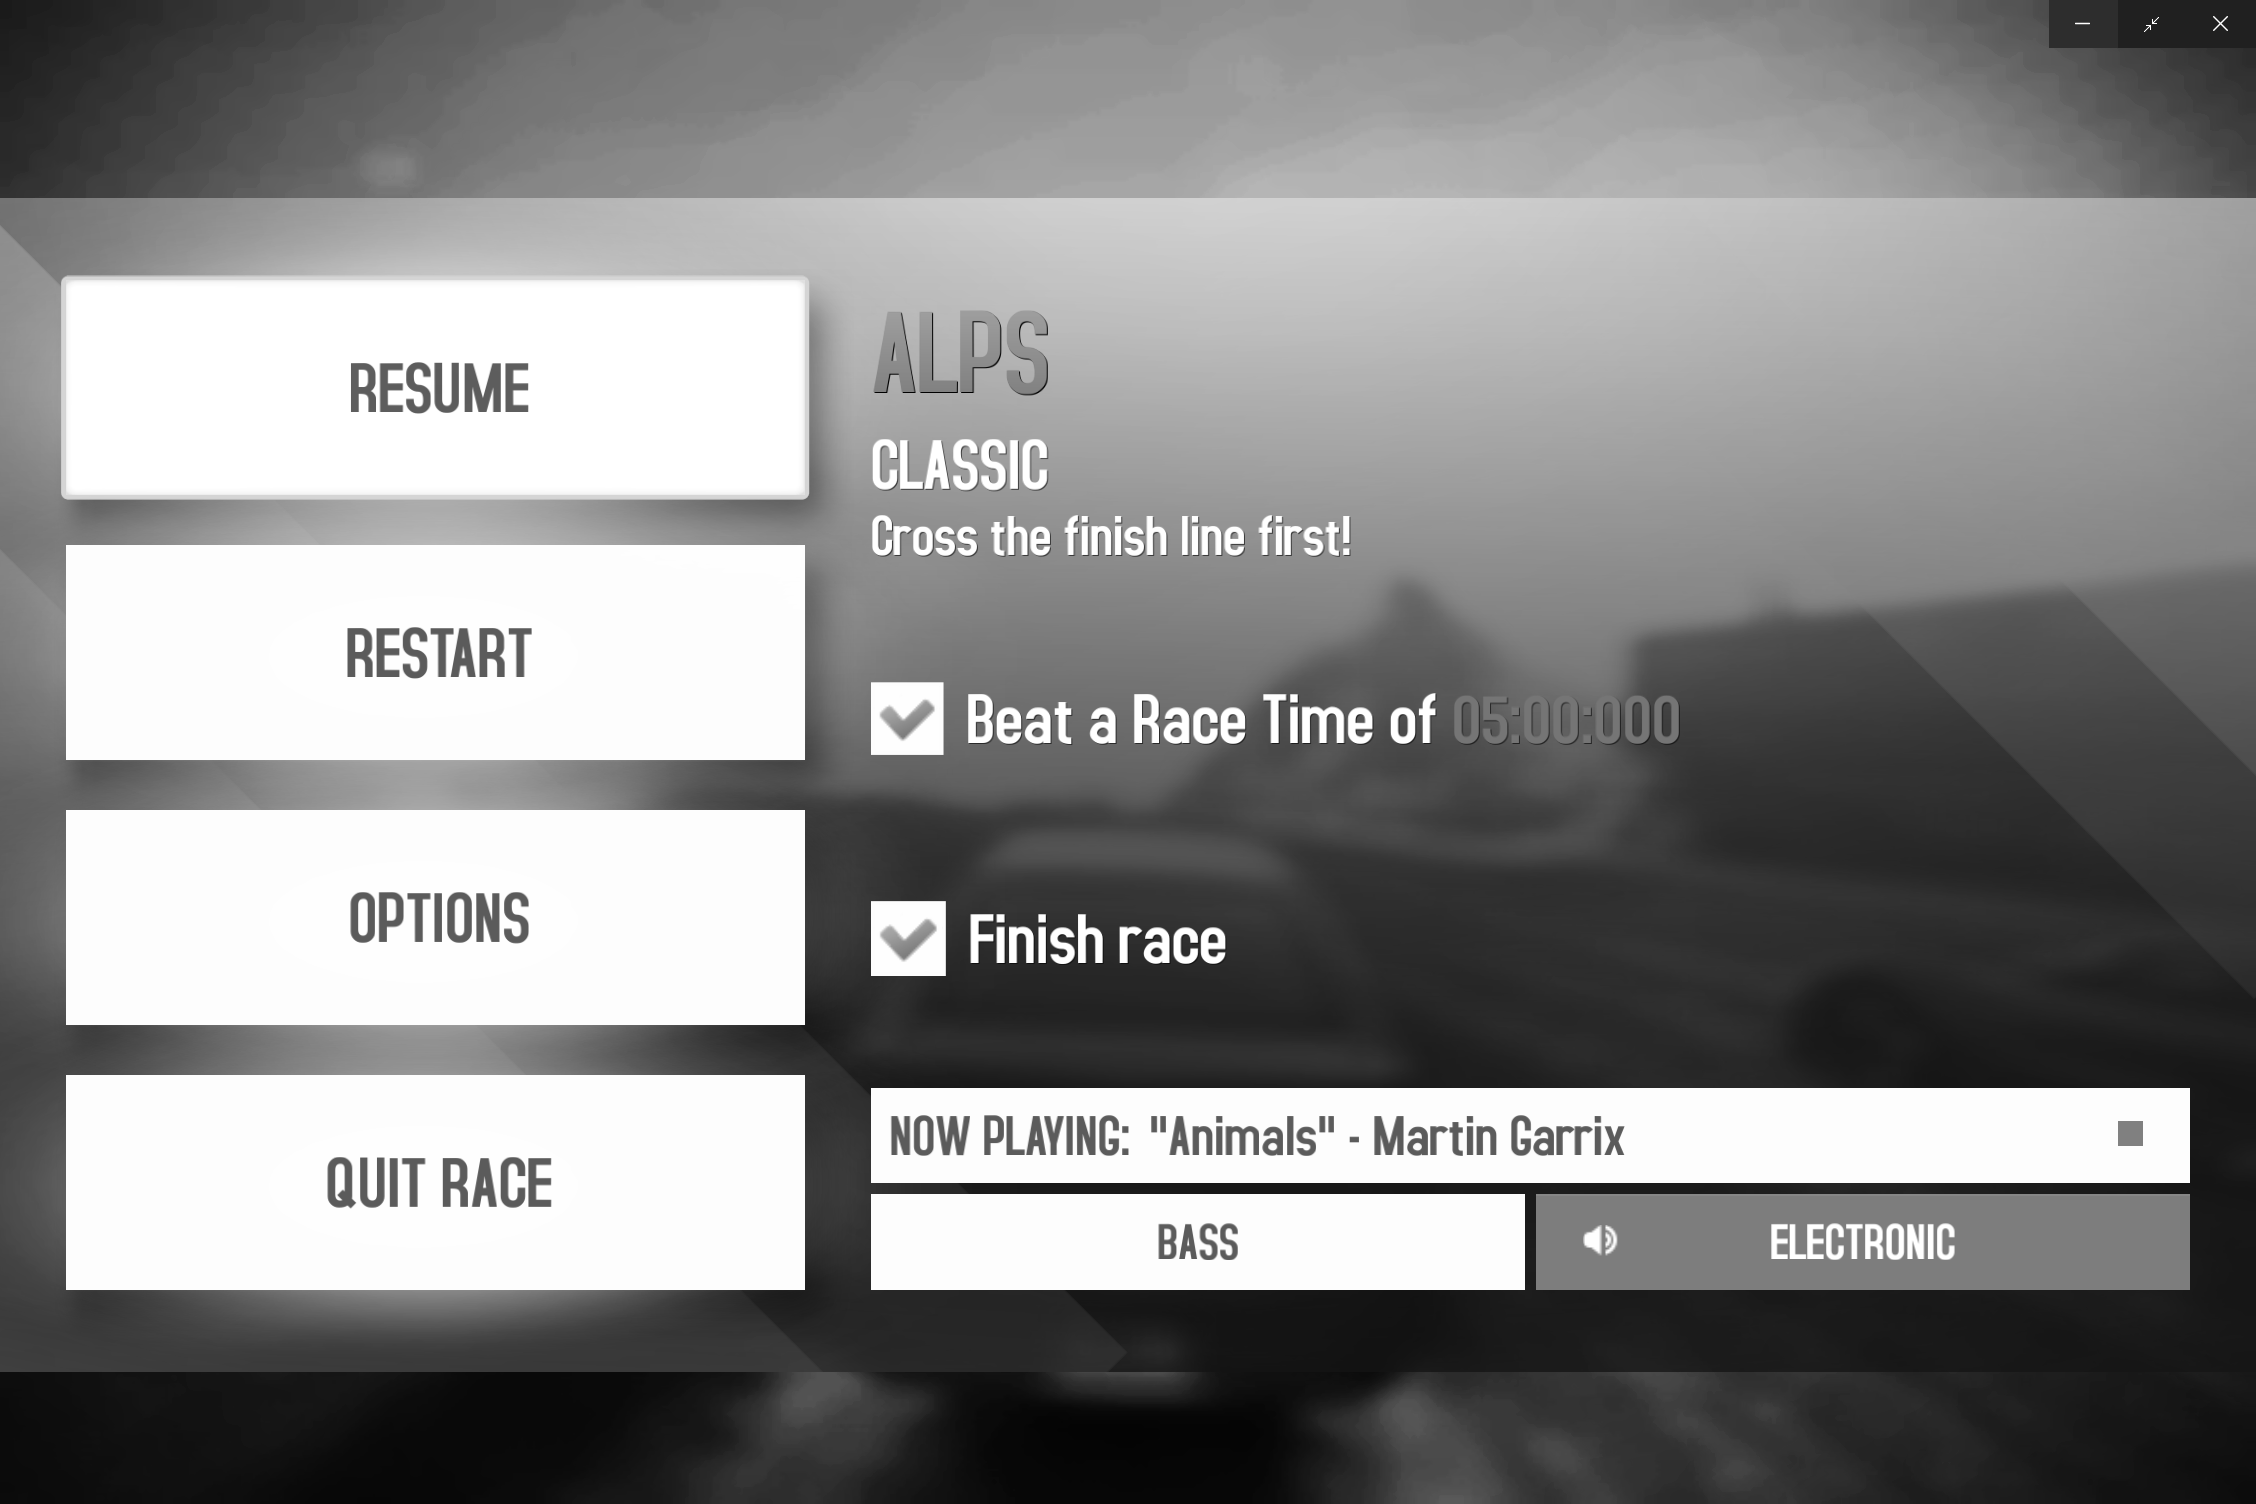 RESUME
RESTART
OPTIONS
QUIT RACE
ALPS
CLASSIC
Cross the finish line first!
Beat a Race Time of 05:00:000
Finish race
NOW PLAYING: "Animals" - Martin Garrix
BASS
ELECTRONIC